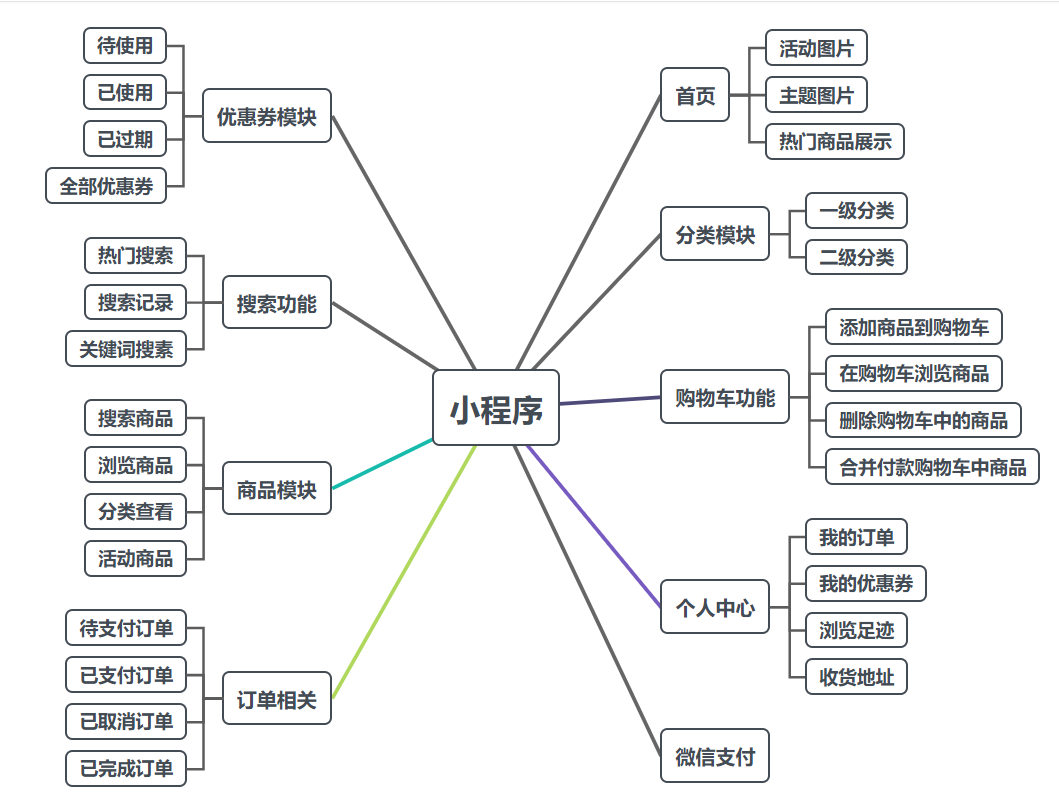 小程序
首页
活动图片
主题图片
热门商品展示
分类模块
一级分类
二级分类
购物车功能
添加商品到购物车
在购物车浏览商品
删除购物车中的商品
合并付款购物车中商品
个人中心
我的订单
我的优惠券
浏览足迹
收货地址
微信支付
优惠券模块
待使用
已使用
已过期
全部优惠券
搜索功能
热门搜索
搜索记录
关键词搜素
商品模块
搜索商品
浏览商品
分类查看
活动商品
订单相关
待支付订单
已支付订单
已取消订单
已完成订单